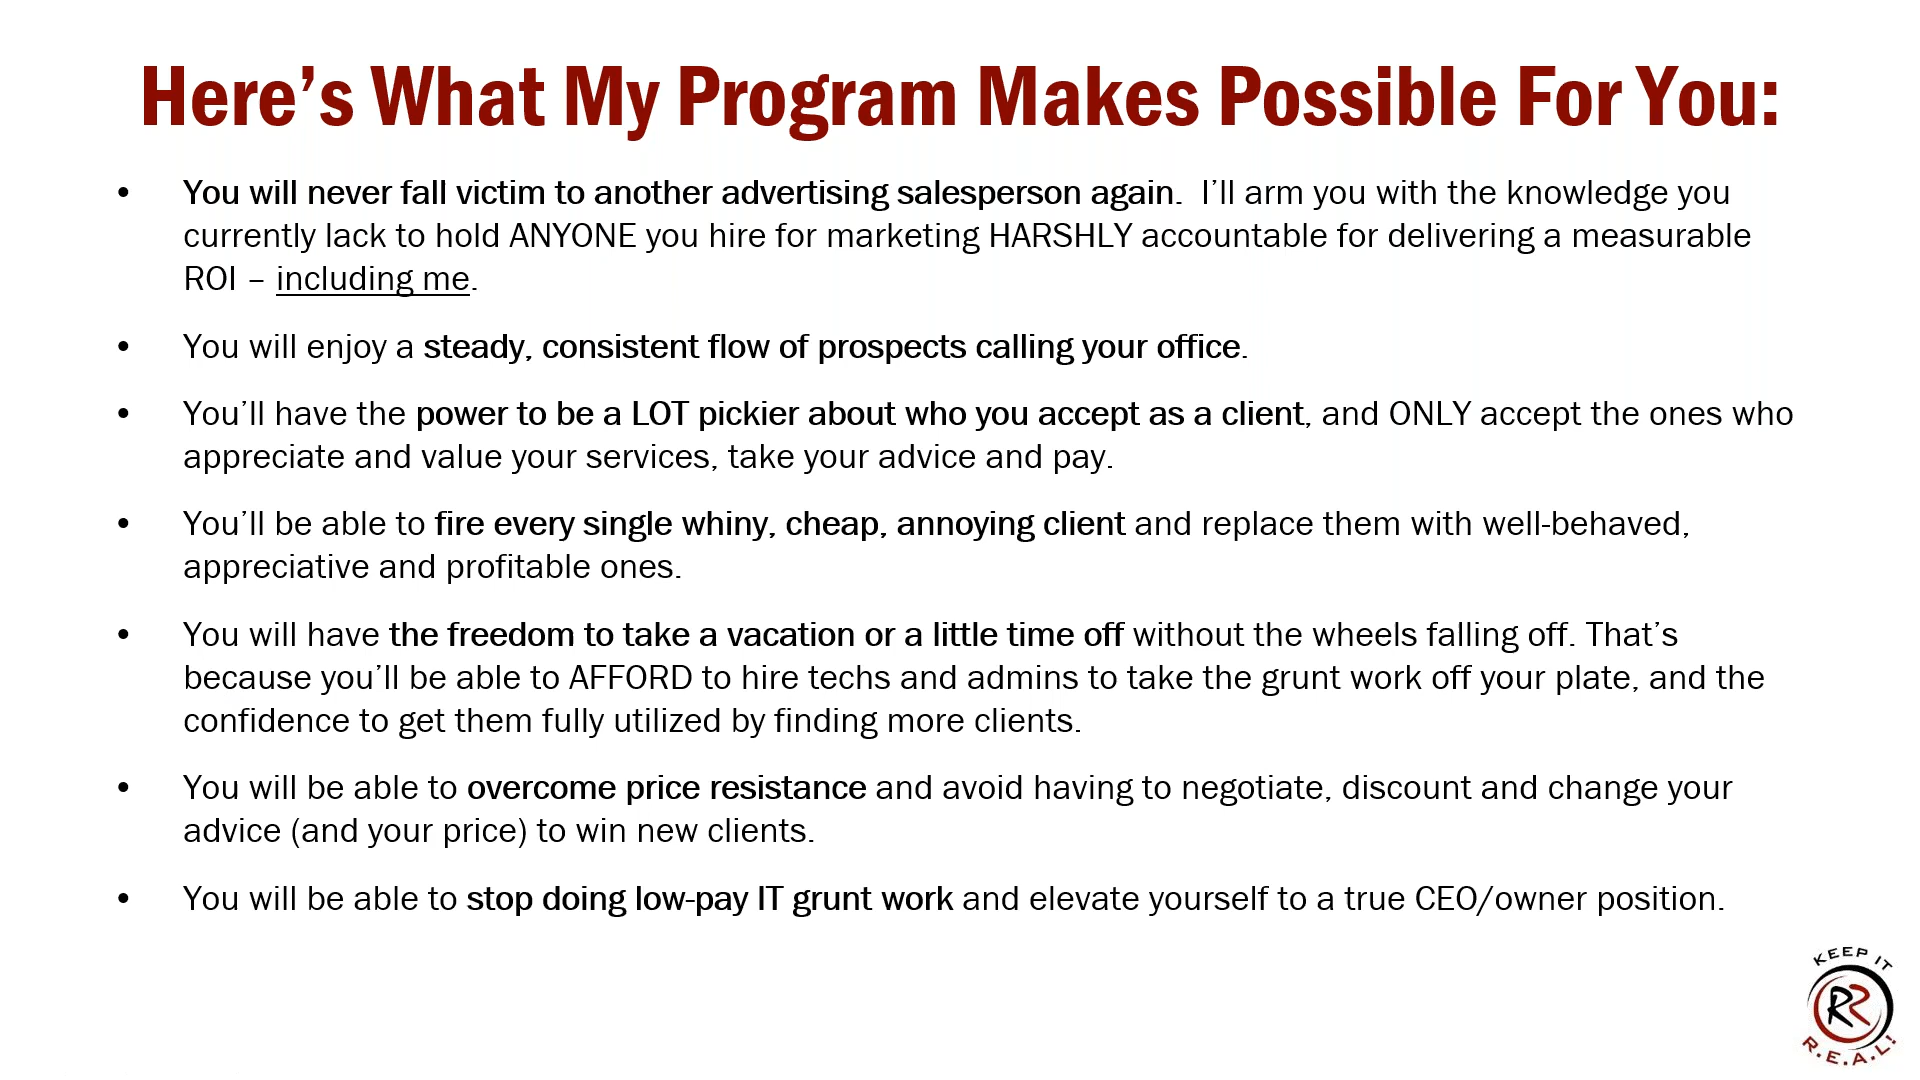 Here’s What My Program Makes Possible For You:
• You will never fall victim to another advertising salesperson again.  I’ll arm you with the knowledge you
currently lack to hold ANYONE you hire for marketing HARSHLY accountable for delivering a measurable
ROI – including me.
• You will enjoy a steady, consistent flow of prospects calling your office.
• You’ll have the power to be a LOT pickier about who you accept as a client, and ONLY accept the ones who
appreciate and value your services, take your advice and pay.
• You’ll be able to fire every single whiny, cheap, annoying client and replace them with well-behaved,
appreciative and profitable ones.
• You will have the freedom to take a vacation or a little time off without the wheels falling off. That’s
because you’ll be able to AFFORD to hire techs and admins to take the grunt work off your plate, and the
confidence to get them fully utilized by finding more clients.
• You will be able to overcome price resistance and avoid having to negotiate, discount and change your
advice (and your price) to win new clients.
• You will be able to stop doing low-pay IT grunt work and elevate yourself to a true CEO/owner position.
KEEP IT
RR
R.E.A.L!